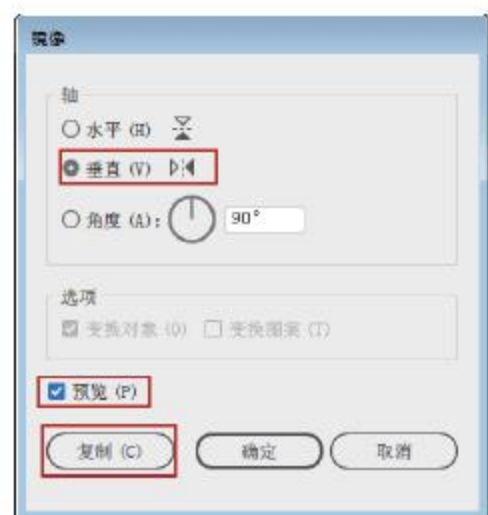 镜像
轴
水平 (H)
垂直 (V)
角度 (A): 90°
选项
变换对象 (O) 变换图案 (T)
预览 (P)
复制 (C) 确定 取消